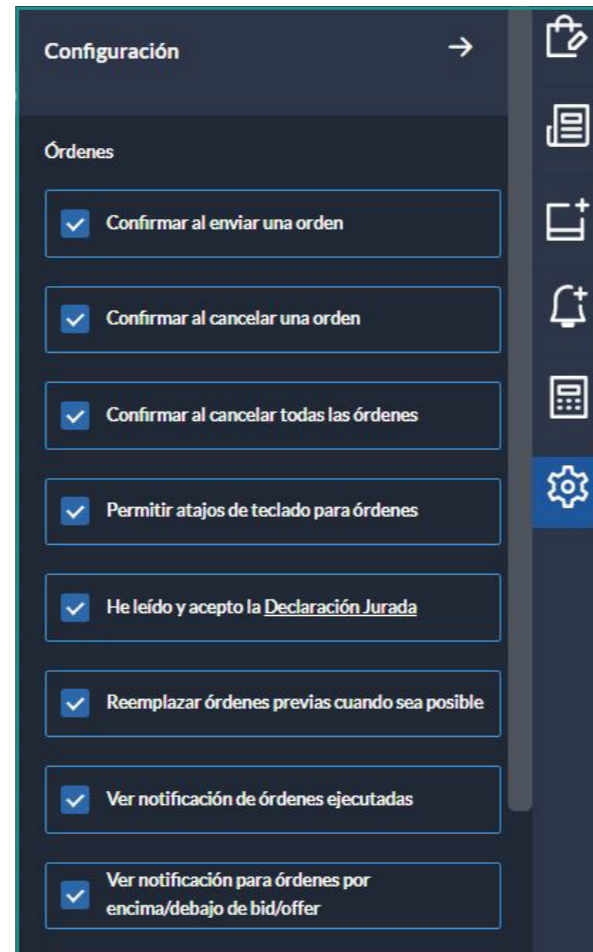 Configuración
Órdenes
Confirmar al enviar una orden
Confirmar al cancelar una orden
Confirmar al cancelar todas las órdenes
Permitir atajos de teclado para órdenes
He leído y acepto la Declaración Jurada
Reemplazar órdenes previas cuando sea posible
Ver notificación de órdenes ejecutadas
Ver notificación para órdenes por
encima/debajo de bid/offer